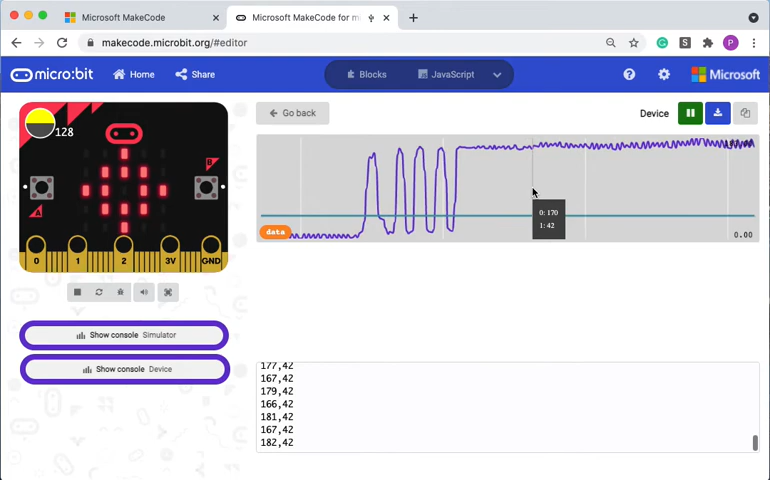 Microsoft MakeCode
Microsoft MakeCode for mi
makecode.microbit.org/#editor
S
P
micro:bit
Home
Share
Blocks
JavaScript
Microsoft
128
B
A
0 1 2 3V GND
Show console Simulator
Show console Device
Go back
Device
0: 170
1: 42
data
0.00
177,42
167,42
179,42
166,42
181,42
167,42
182,42